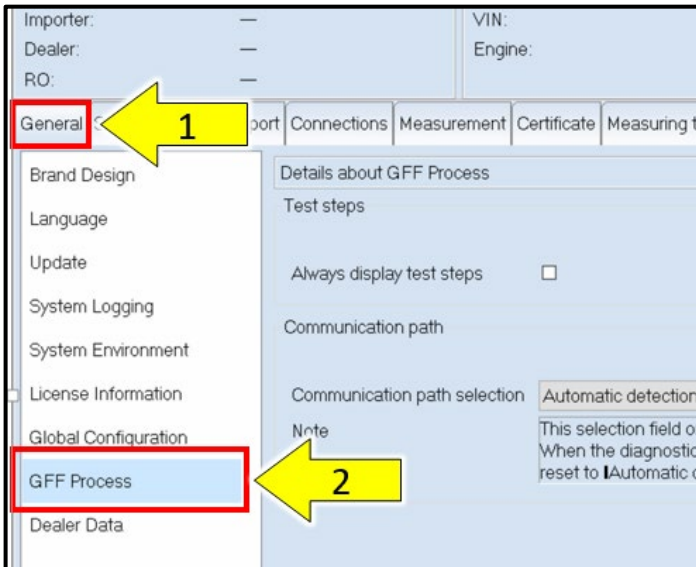 Importer: —
VIN:
Dealer: —
Engine:
RO: —
General
1
Connections
Measurement
Certificate
2
Brand Design
Language
Update
System Logging
System Environment
License Information
Global Configuration
GFF Process
Dealer Data
Details about GFF Process
Test steps
Always display test steps
Communication path
Communication path selection Automatic detection
Note
This selection field
When the diagnostic
reset to Automatic